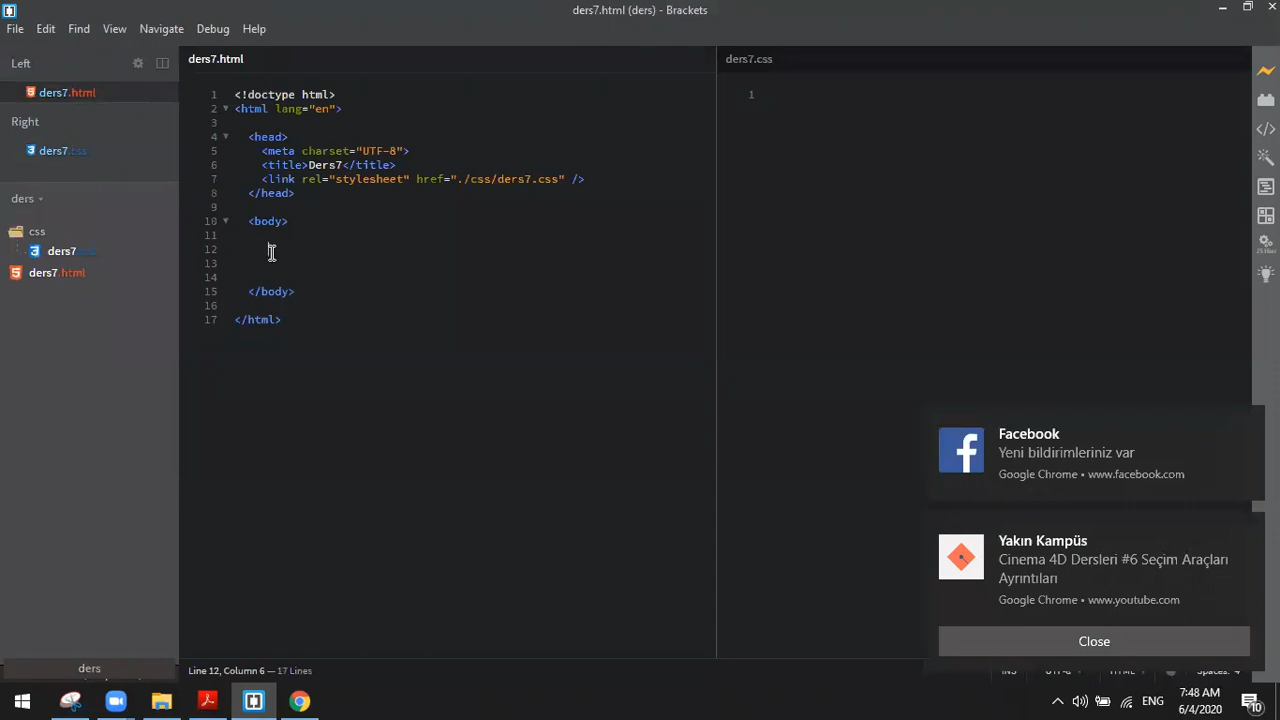 ders7.html (ders) - Brackets
File Edit Find View Navigate Debug Help
Left
ders7.html
Right
ders7.css
ders
css
ders7.css
ders7.html
ders7.html
1 <!doctype html>
2 <html lang="en">
3
4 <head>
5 <meta charset="UTF-8">
6 <title>Ders7</title>
7 <link rel="stylesheet" href="./css/ders7.css" />
8 </head>
9
10 <body>
11
12
13
14
15 </body>
16
17 </html>
ders7.css
1
Facebook
Yeni bildirimleriniz var
Google Chrome • www.facebook.com
Yakın Kampüs
Cinema 4D Dersleri #6 Seçim Araçları
Ayrıntıları
Google Chrome • www.youtube.com
Close
Line 12, Column 6 — 17 Lines
ders
ENG
7:48 AM
6/4/2020
10